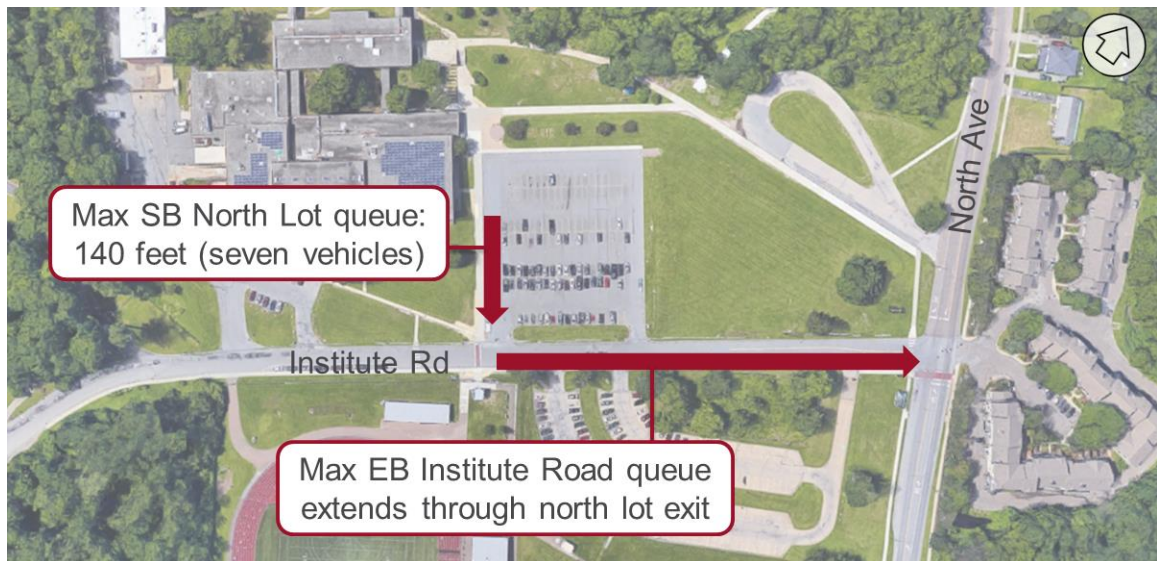 North Ave
Max SB North Lot queue:
140 feet (seven vehicles)
Institute Rd
Max EB Institute Road queue
extends through north lot exit